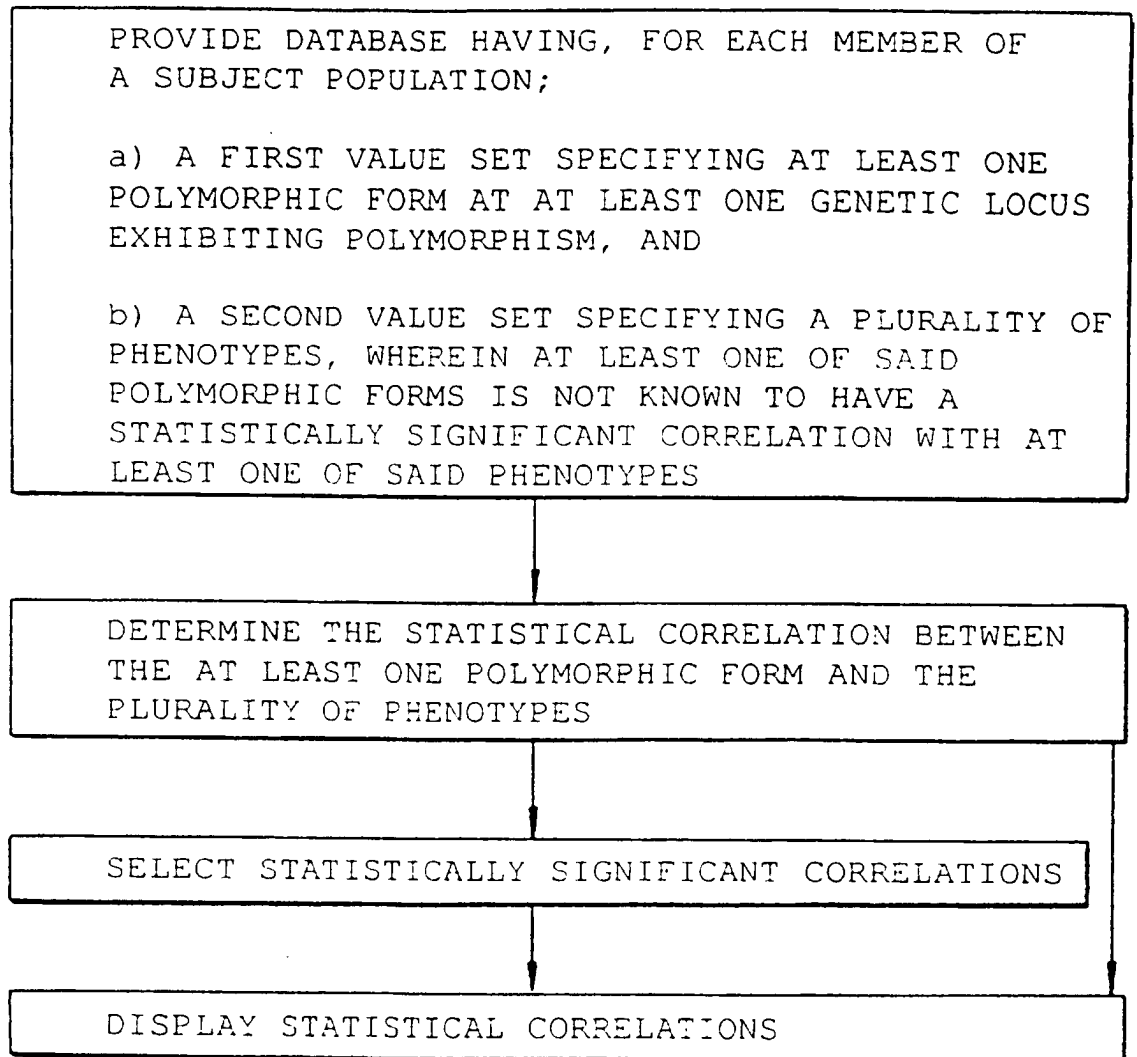 PROVIDE DATABASE HAVING, FOR EACH MEMBER OF
A SUBJECT POPULATION;
a) A FIRST VALUE SET SPECIFYING AT LEAST ONE
POLYMORPHIC FORM AT AT LEAST ONE GENETIC LOCUS
EXHIBITING POLYMORPHISM, AND
b) A SECOND VALUE SET SPECIFYING A PLURALITY OF
PHENOTYPES, WHEREIN AT LEAST ONE OF SAID
POLYMORPHIC FORMS IS NOT KNOWN TO HAVE A
STATISTICALLY SIGNIFICANT CORRELATION WITH AT
LEAST ONE OF SAID PHENOTYPES
DETERMINE THE STATISTICAL CORRELATION BETWEEN
THE AT LEAST ONE POLYMORPHIC FORM AND THE
PLURALITY OF PHENOTYPES
SELECT STATISTICALLY SIGNIFICANT CORRELATIONS
DISPLAY STATISTICAL CORRELATIONS